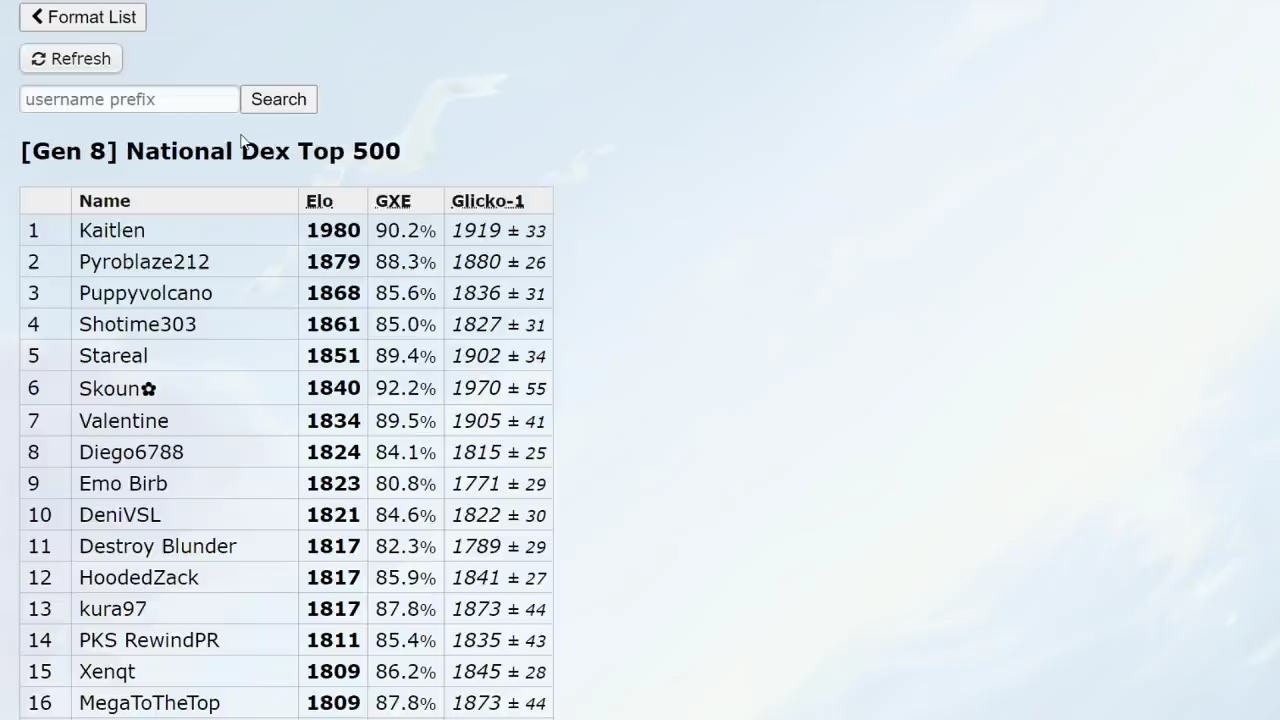 Format List
Refresh
username prefix Search
[Gen 8] National Dex Top 500
Name Elo GXE Glicko-1
1 Kaitlen 1980 90.2% 1919 ± 33
2 Pyroblaze212 1879 88.3% 1880 ± 26
3 Puppyvolcano 1868 85.6% 1836 ± 31
4 Shotime303 1861 85.0% 1827 ± 31
5 Stareal 1851 89.4% 1902 ± 34
6 Skoun✿ 1840 92.2% 1970 ± 55
7 Valentine 1834 89.5% 1905 ± 41
8 Diego6788 1824 84.1% 1815 ± 25
9 Emo Birb 1823 80.8% 1771 ± 29
10 DeniVSL 1821 84.6% 1822 ± 30
11 Destroy Blunder 1817 82.3% 1789 ± 29
12 HoodedZack 1817 85.9% 1841 ± 27
13 kura97 1817 87.8% 1873 ± 44
14 PKS RewindPR 1811 85.4% 1835 ± 43
15 Xenqt 1809 86.2% 1845 ± 28
16 MegaToTheTop 1809 87.8% 1873 ± 44